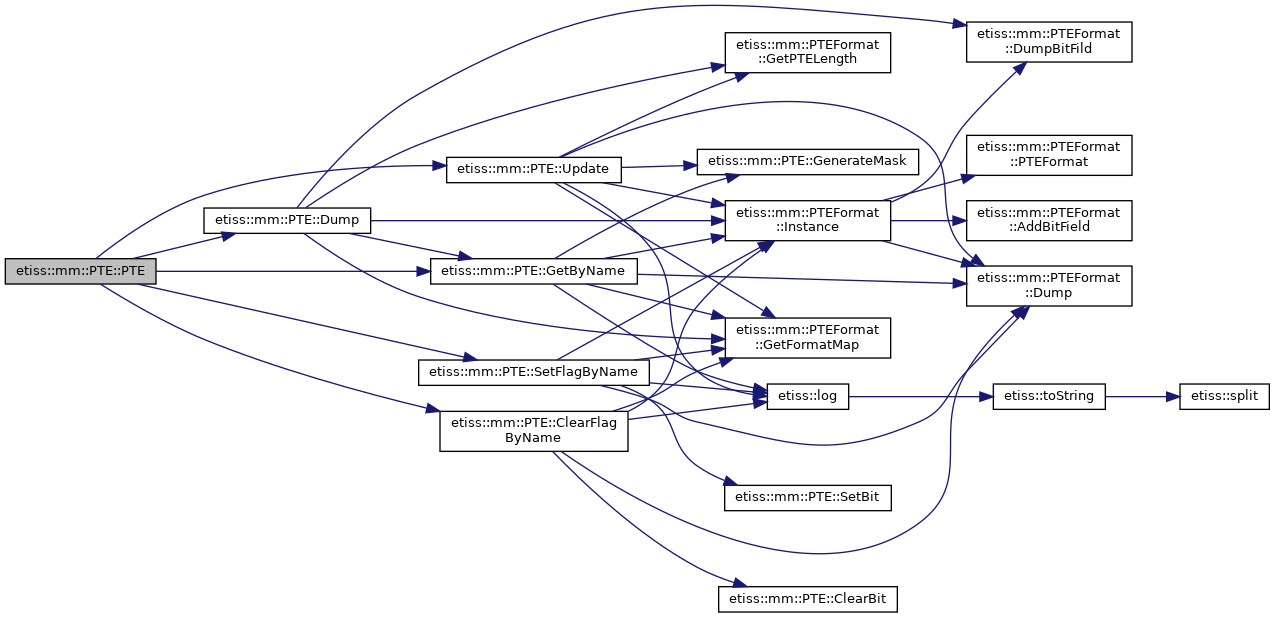 etiss::mm::PTE::PTE
etiss::mm::PTE::Dump
etiss::mm::PTE::Update
etiss::mm::PTE::GetByName
etiss::mm::PTE::SetFlagByName
etiss::mm::PTE::ClearFlag
ByName
etiss::mm::PTEFormat
::GetPTELength
etiss::mm::PTE::GenerateMask
etiss::mm::PTEFormat
::Instance
etiss::mm::PTEFormat
::GetFormatMap
etiss::log
etiss::mm::PTE::SetBit
etiss::mm::PTE::ClearBit
etiss::mm::PTEFormat
::DumpBitFild
etiss::mm::PTEFormat
::PTEFormat
etiss::mm::PTEFormat
::AddBitField
etiss::mm::PTEFormat
::Dump
etiss::toString
etiss::split